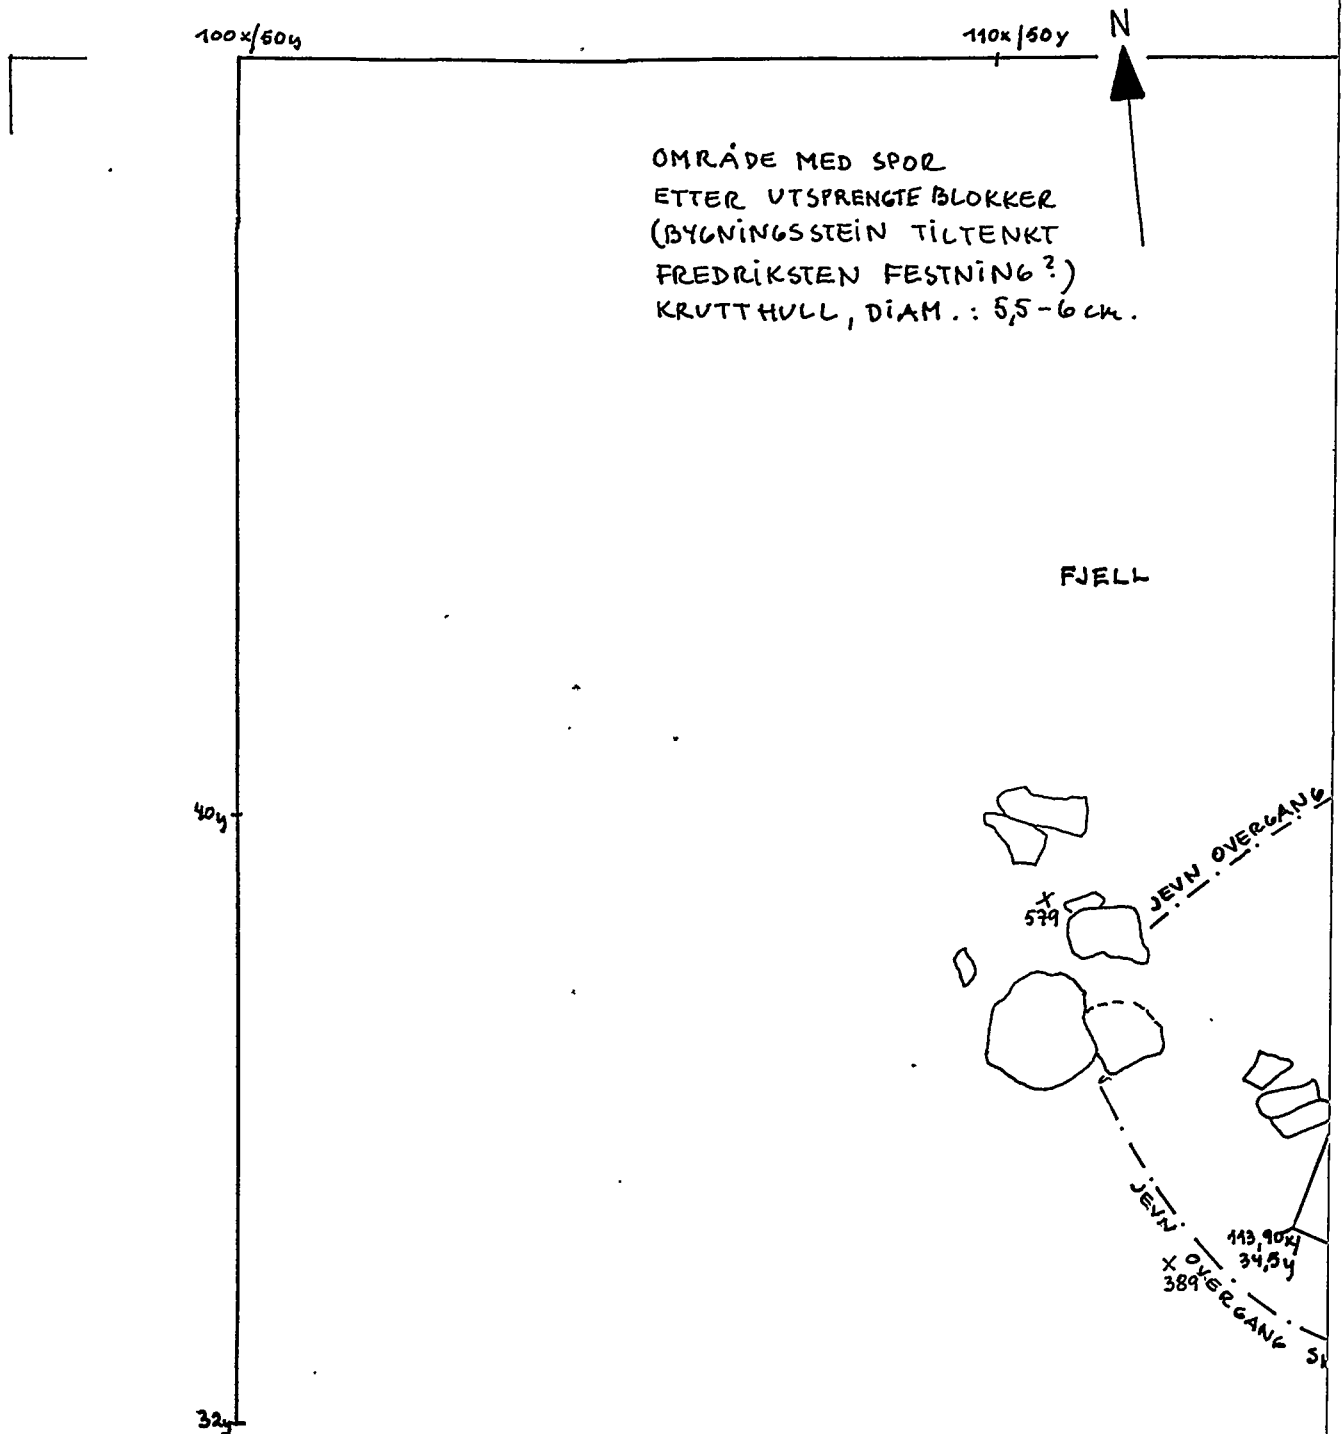 100x/50y
110x/50y
N
OMRÅDE MED SPOR
ETTER UTSPRENGTE BLOKKER
(BYGNINGSSTEIN TILTENKT
FREDRIKSTEN FESTNING?)
KRUTTHULL, DIAM.: 5,5-6 cm.
FJELL
40y
JEVN OVERGANG
x
579
JEVN OVERGANG
113,90x/
34,5y
x
389
32y